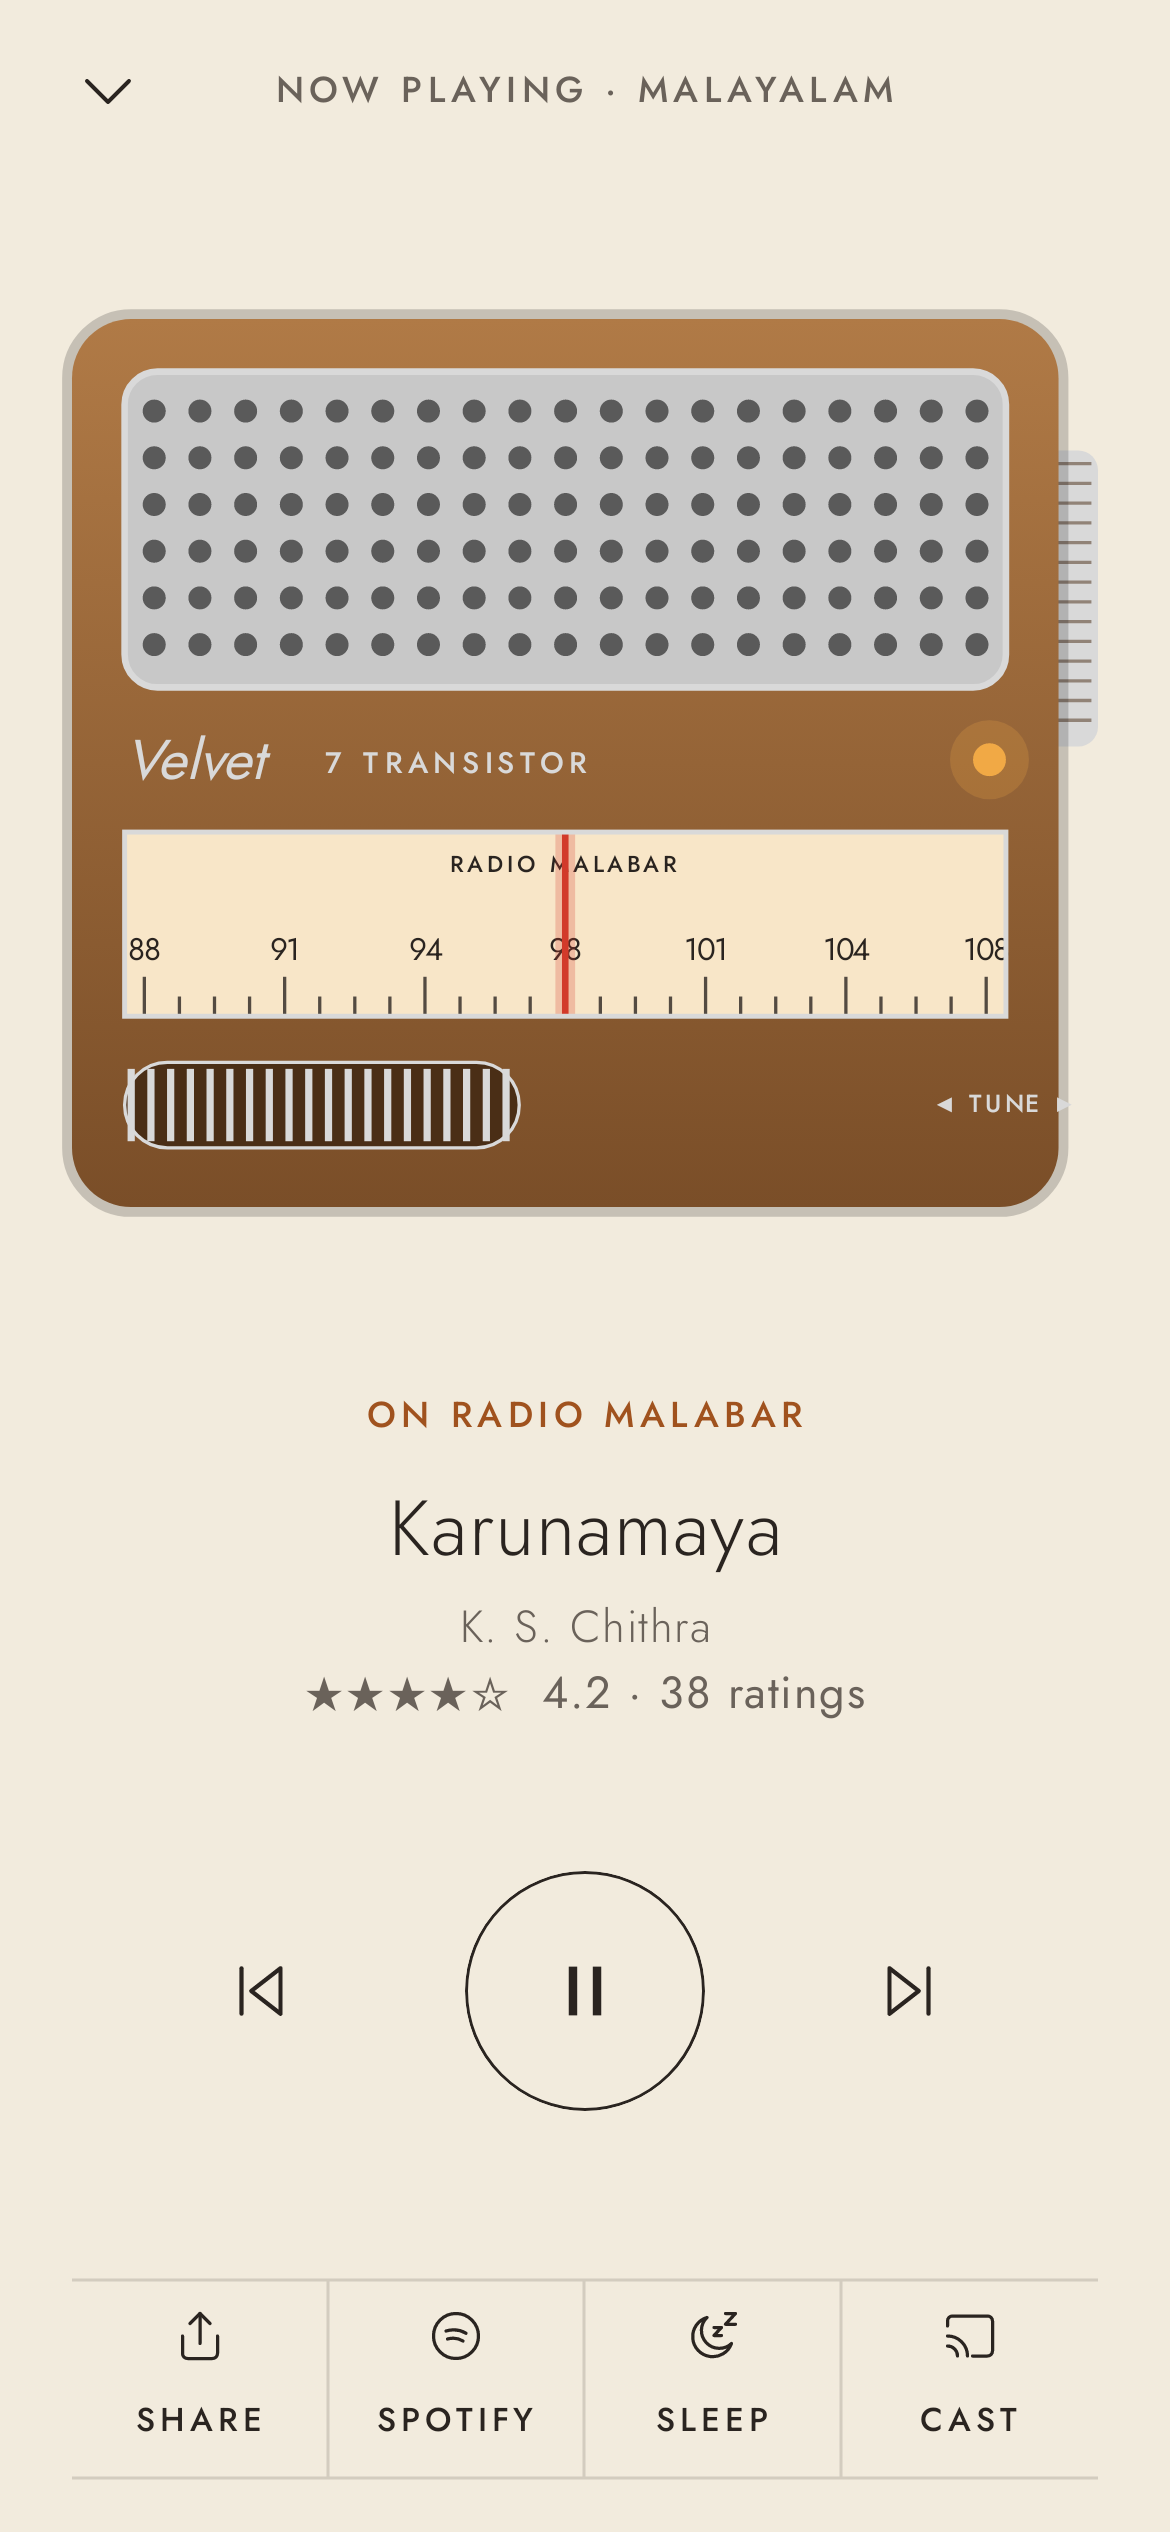 NOW PLAYING · MALAYALAM
Velvet 7 TRANSISTOR
RADIO MALABAR
88 91 94 98 101 104 108
◄ TUNE ►
ON RADIO MALABAR
Karunamaya
K. S. Chithra
★★★★☆ 4.2 · 38 ratings
SHARE SPOTIFY SLEEP CAST